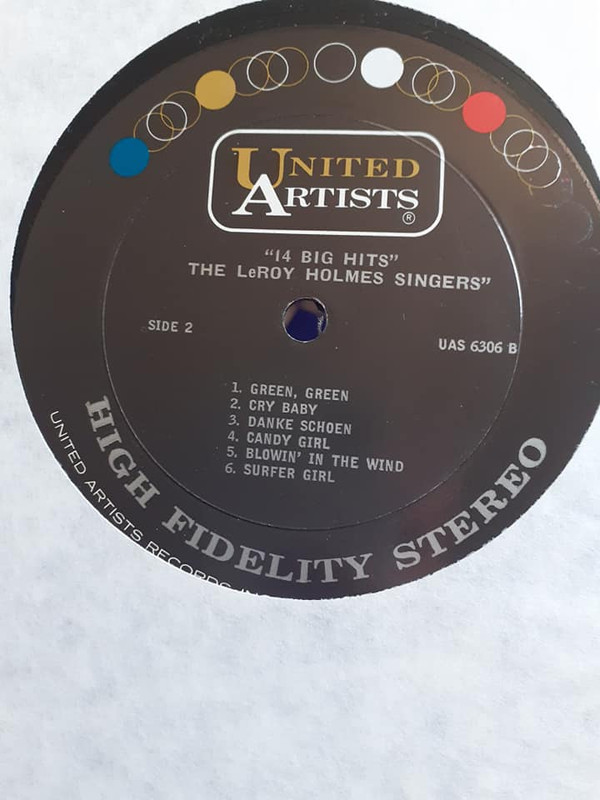 UNITED
ARTISTS
®
"14 BIG HITS"
THE LeROY HOLMES SINGERS"
SIDE 2
UAS 6306 B
1. GREEN, GREEN
2. CRY BABY
3. DANKE SCHOEN
4. CANDY GIRL
5. BLOWIN' IN THE WIND
6. SURFER GIRL
HIGH FIDELITY STEREO
UNITED ARTISTS RECORDS